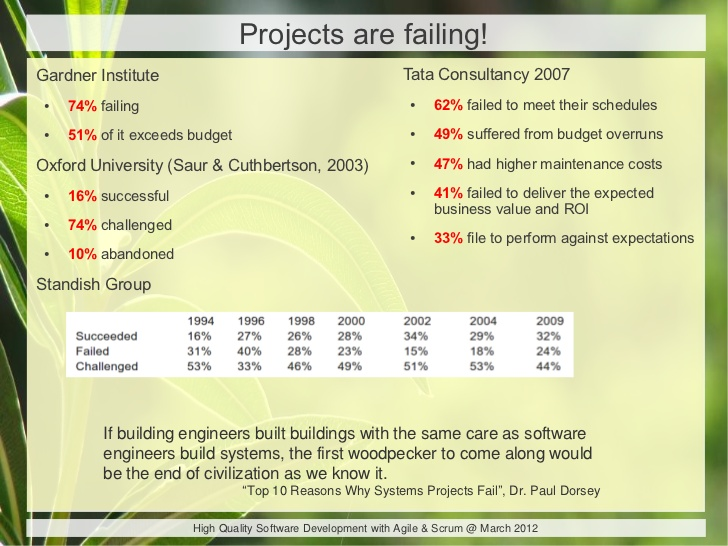 Projects are failing!
Gardner Institute
• 74% failing
• 51% of it exceeds budget
Oxford University (Saur & Cuthbertson, 2003)
• 16% successful
• 74% challenged
• 10% abandoned
Standish Group
Tata Consultancy 2007
• 62% failed to meet their schedules
• 49% suffered from budget overruns
• 47% had higher maintenance costs
• 41% failed to deliver the expected
business value and ROI
• 33% file to perform against expectations
1994 1996 1998 2000 2002 2004 2009
Succeeded 16% 27% 26% 28% 34% 29% 32%
Failed 31% 40% 28% 23% 15% 18% 24%
Challenged 53% 33% 46% 49% 51% 53% 44%
If building engineers built buildings with the same care as software
engineers build systems, the first woodpecker to come along would
be the end of civilization as we know it.
“Top 10 Reasons Why Systems Projects Fail”, Dr. Paul Dorsey
High Quality Software Development with Agile & Scrum @ March 2012